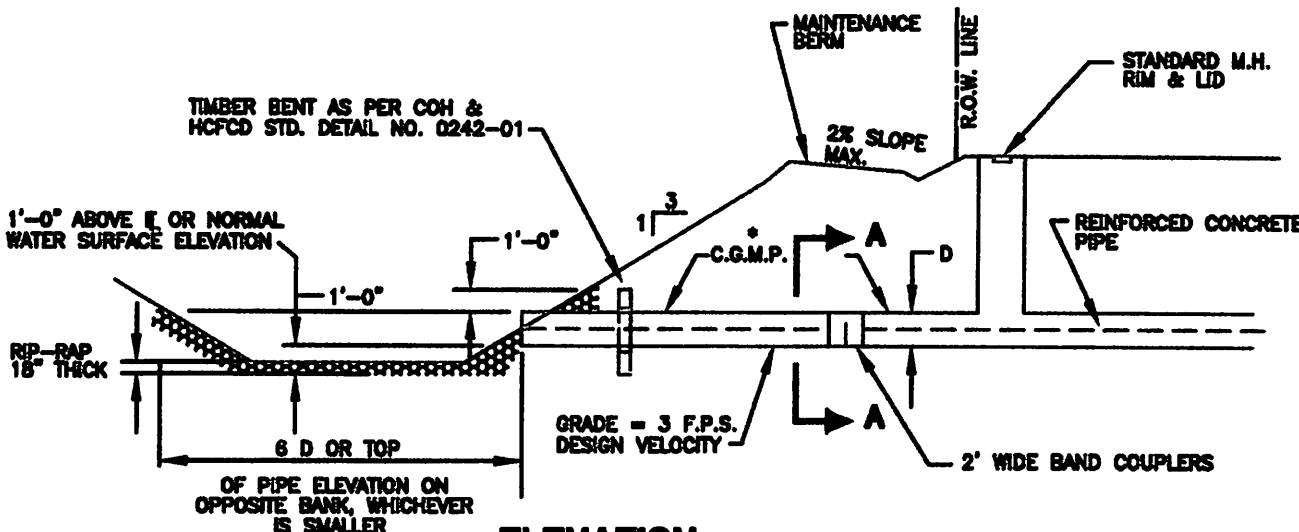 MAINTENANCE
BERM
R.O.W. LINE
STANDARD M.H.
RIM & LID
TIMBER BENT AS PER COH &
HCFCD STD. DETAIL NO. 0242-01
2% SLOPE
MAX.
3
1
1'-0" ABOVE ℄ OR NORMAL
WATER SURFACE ELEVATION
1'-0"
*
C.G.M.P.
A
D
REINFORCED CONCRETE
PIPE
1'-0"
RIP-RAP
18" THICK
GRADE = 3 F.P.S.
DESIGN VELOCITY
A
6 D OR TOP
OF PIPE ELEVATION ON
OPPOSITE BANK, WHICHEVER
IS SMALLER
2' WIDE BAND COUPLERS
ELEVATION